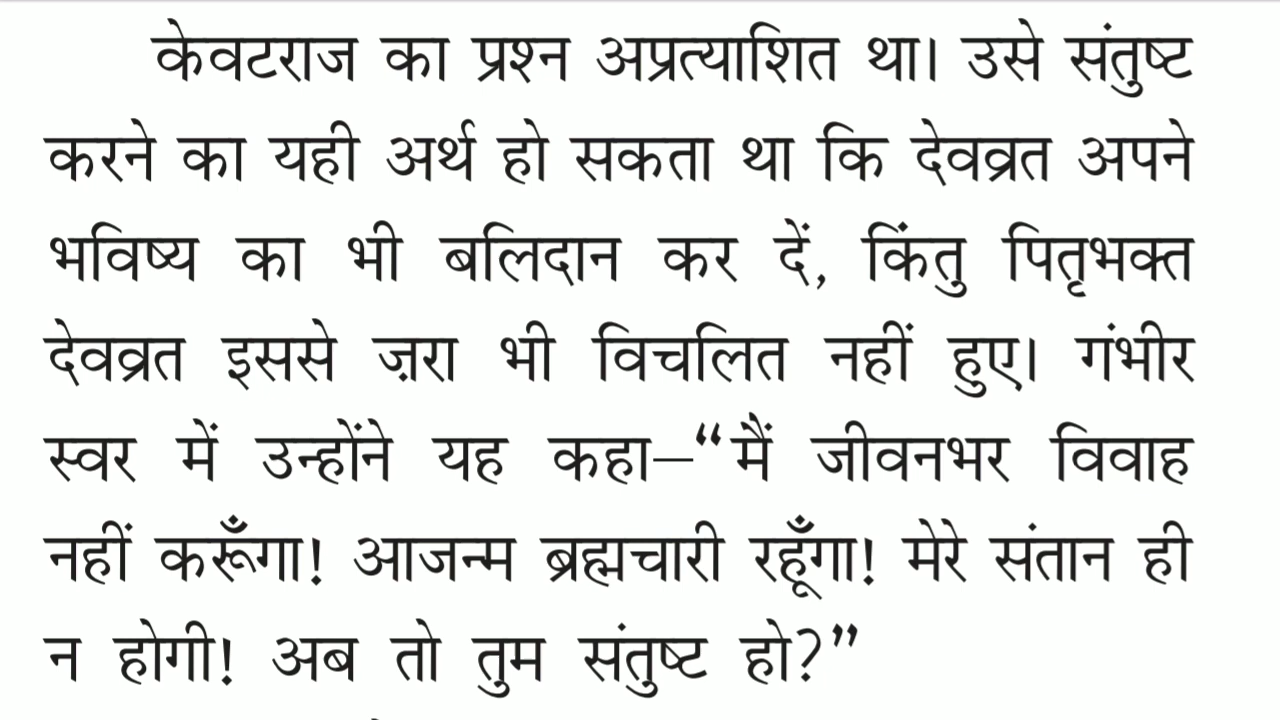 केवटराज का प्रश्न अप्रत्याशित था। उसे संतुष्ट
करने का यही अर्थ हो सकता था कि देवव्रत अपने
भविष्य का भी बलिदान कर दें, किंतु पितृभक्त
देवव्रत इससे ज़रा भी विचलित नहीं हुए। गंभीर
स्वर में उन्होंने यह कहा–“मैं जीवनभर विवाह
नहीं करूँगा! आजन्म ब्रह्मचारी रहूँगा! मेरे संतान ही
न होगी! अब तो तुम संतुष्ट हो?”